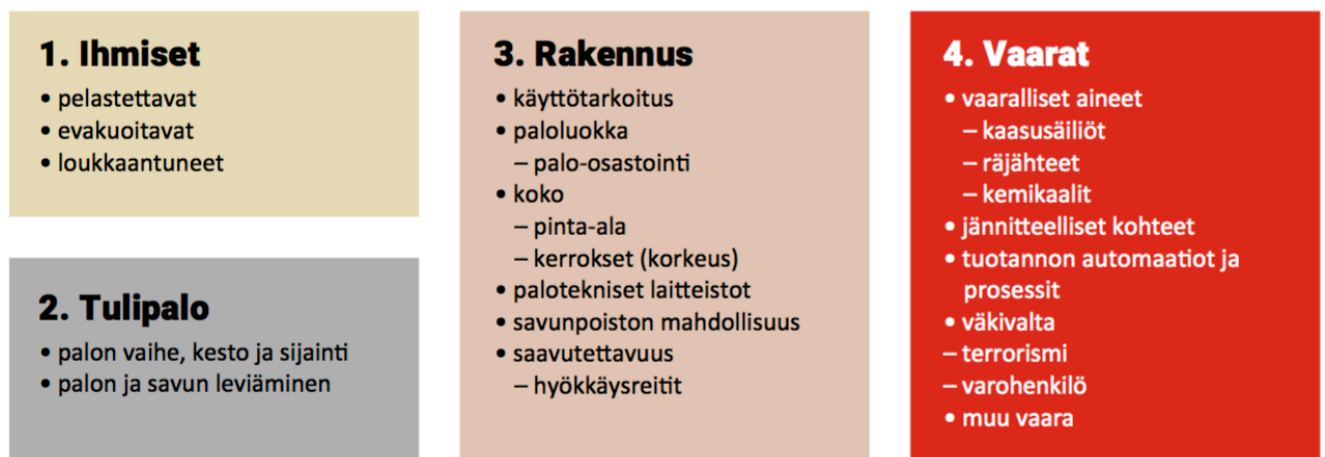 1. Ihmiset
• pelastettavat
• evakuoitavat
• loukkaantuneet
2. Tulipalo
• palon vaihe, kesto ja sijainti
• palon ja savun leviäminen
3. Rakennus
• käyttötarkoitus
• paloluokka
– palo-osastointi
• koko
– pinta-ala
– kerrokset (korkeus)
• palotekniset laitteistot
• savunpoiston mahdollisuus
• saavutettavuus
– hyökkäysreitit
4. Vaarat
• vaaralliset aineet
– kaasusäiliöt
– räjähteet
– kemikaalit
• jännitteelliset kohteet
• tuotannon automaatiot ja
prosessit
• väkivalta
– terrorismi
– varohenkilö
• muu vaara